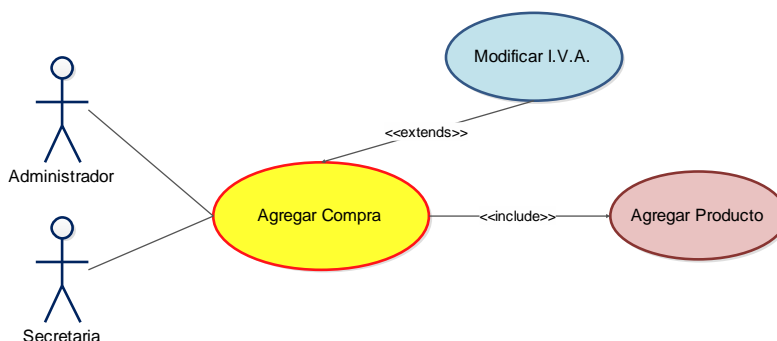 Modificar I.V.A.
<<extends>>
Administrador
Agregar Compra
<<include>>
Agregar Producto
Secretaria